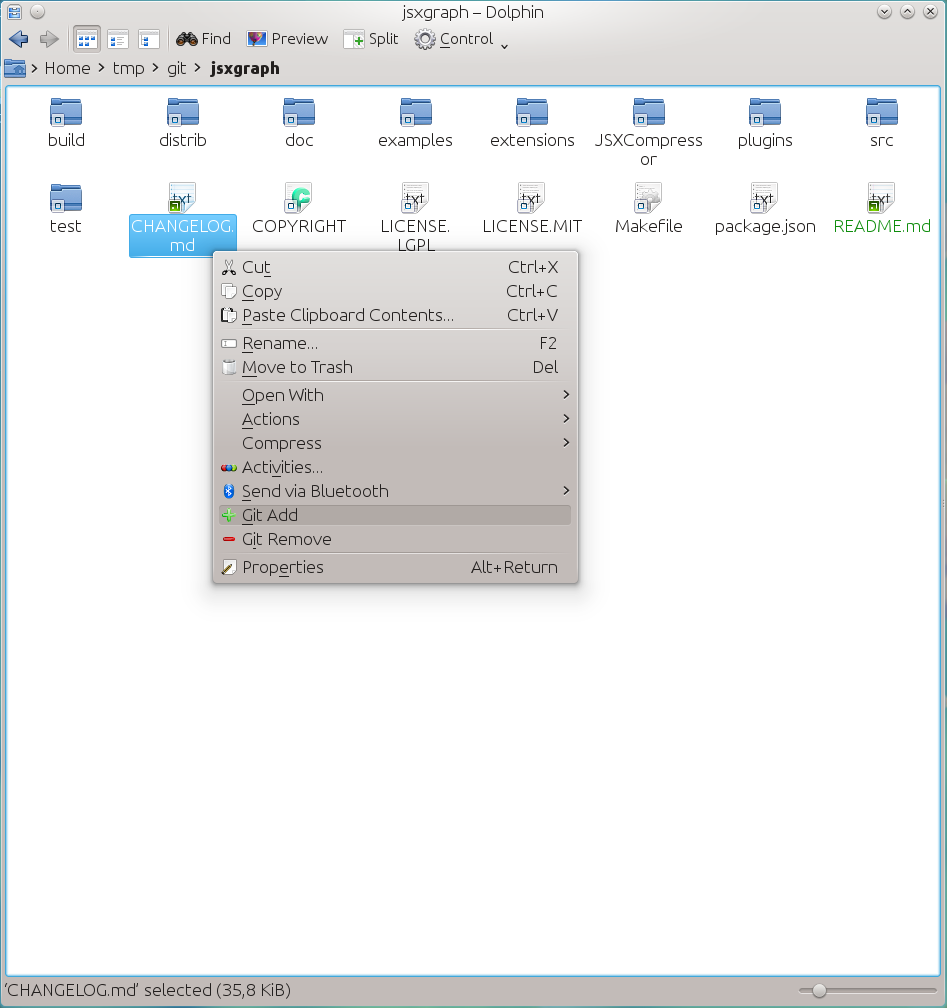 jsxgraph – Dolphin
Find Preview Split Control
Home tmp git jsxgraph
build distrib doc examples extensions JSXCompress plugins src
or
test CHANGELOG. COPYRIGHT LICENSE. LICENSE.MIT Makefile package.json README.md
md LGPL
Cut Ctrl+X
Copy Ctrl+C
Paste Clipboard Contents... Ctrl+V
Rename... F2
Move to Trash Del
Open With
Actions
Compress
Activities...
Send via Bluetooth
Git Add
Git Remove
Properties Alt+Return
'CHANGELOG.md' selected (35,8 KiB)